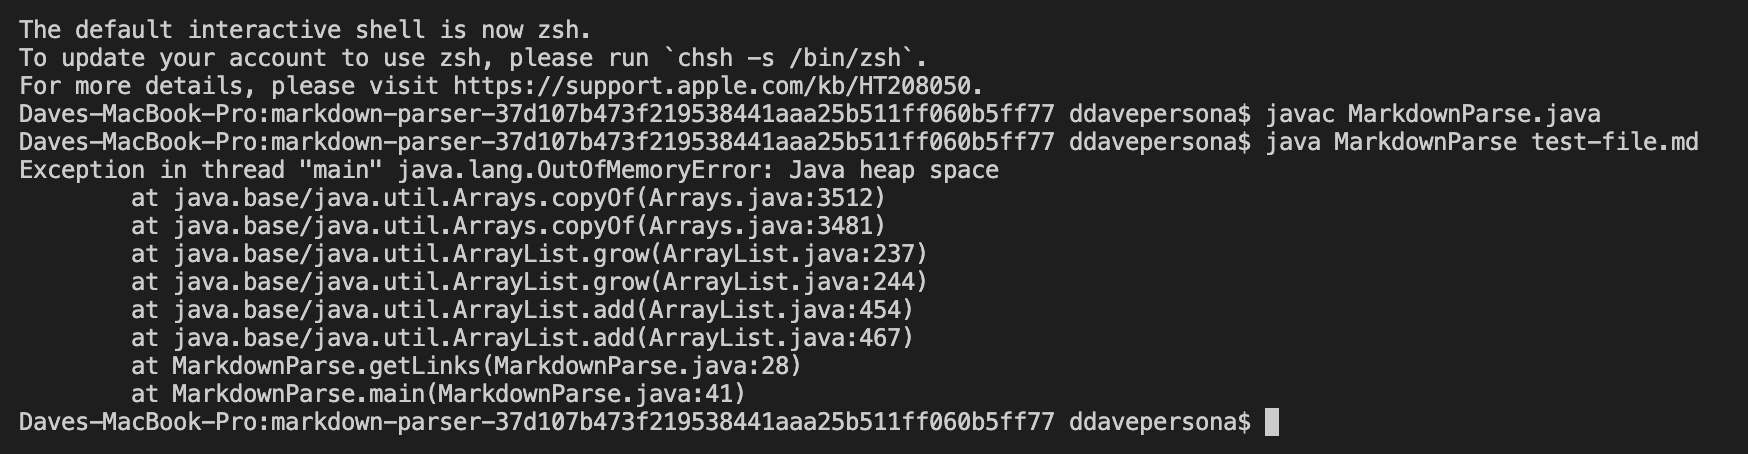 The default interactive shell is now zsh.
To update your account to use zsh, please run `chsh -s /bin/zsh`.
For more details, please visit https://support.apple.com/kb/HT208050.
Daves-MacBook-Pro:markdown-parser-37d107b473f219538441aaa25b511ff060b5ff77 ddavepersona$ javac MarkdownParse.java
Daves-MacBook-Pro:markdown-parser-37d107b473f219538441aaa25b511ff060b5ff77 ddavepersona$ java MarkdownParse test-file.md
Exception in thread "main" java.lang.OutOfMemoryError: Java heap space
        at java.base/java.util.Arrays.copyOf(Arrays.java:3512)
        at java.base/java.util.Arrays.copyOf(Arrays.java:3481)
        at java.base/java.util.ArrayList.grow(ArrayList.java:237)
        at java.base/java.util.ArrayList.grow(ArrayList.java:244)
        at java.base/java.util.ArrayList.add(ArrayList.java:454)
        at java.base/java.util.ArrayList.add(ArrayList.java:467)
        at MarkdownParse.getLinks(MarkdownParse.java:28)
        at MarkdownParse.main(MarkdownParse.java:41)
Daves-MacBook-Pro:markdown-parser-37d107b473f219538441aaa25b511ff060b5ff77 ddavepersona$